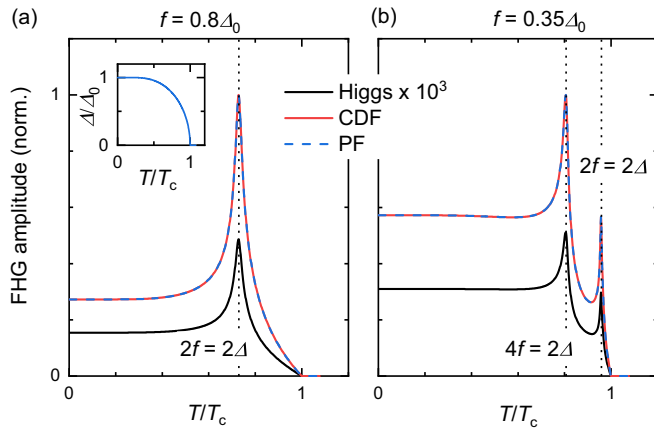 (a)
f = 0.8Δ₀
(b)
f = 0.35Δ₀
FHG amplitude (norm.)
1
0
Δ/Δ₀
1
0
0
1
T/Tc
Higgs x 10³
CDF
PF
2f = 2Δ
2f = 2Δ
4f = 2Δ
0
1
T/Tc
0
1
T/Tc